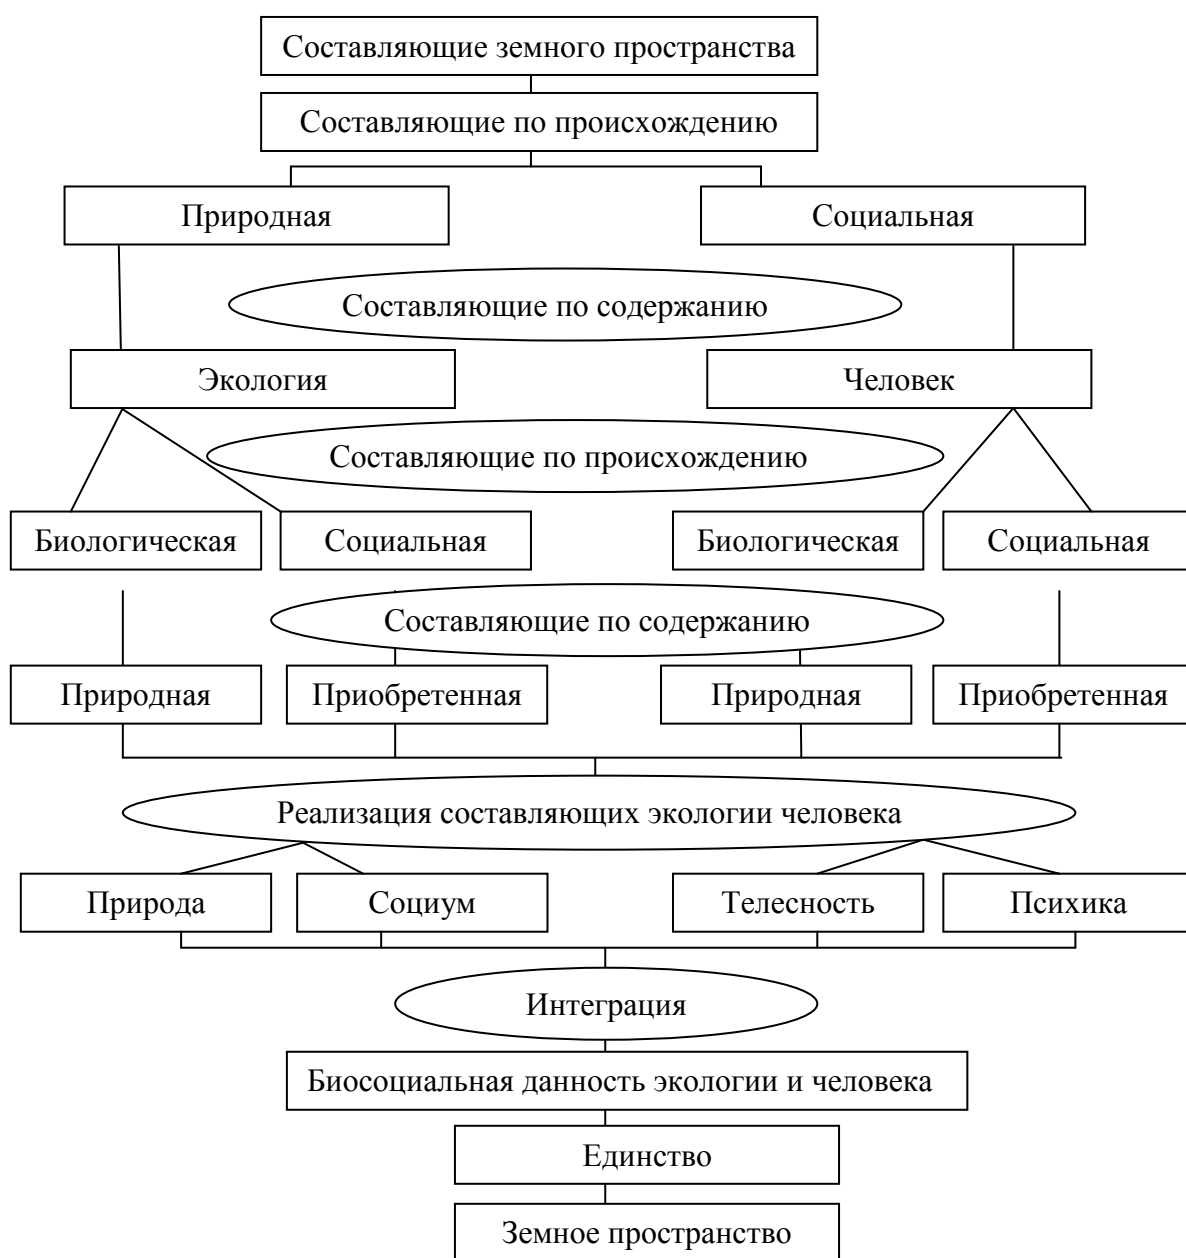 Составляющие земного пространства
Составляющие по происхождению
Природная
Социальная
Составляющие по содержанию
Экология
Человек
Составляющие по происхождению
Биологическая
Социальная
Биологическая
Социальная
Составляющие по содержанию
Природная
Приобретенная
Природная
Приобретенная
Реализация составляющих экологии человека
Природа
Социум
Телесность
Психика
Интеграция
Биосоциальная данность экологии и человека
Единство
Земное пространство